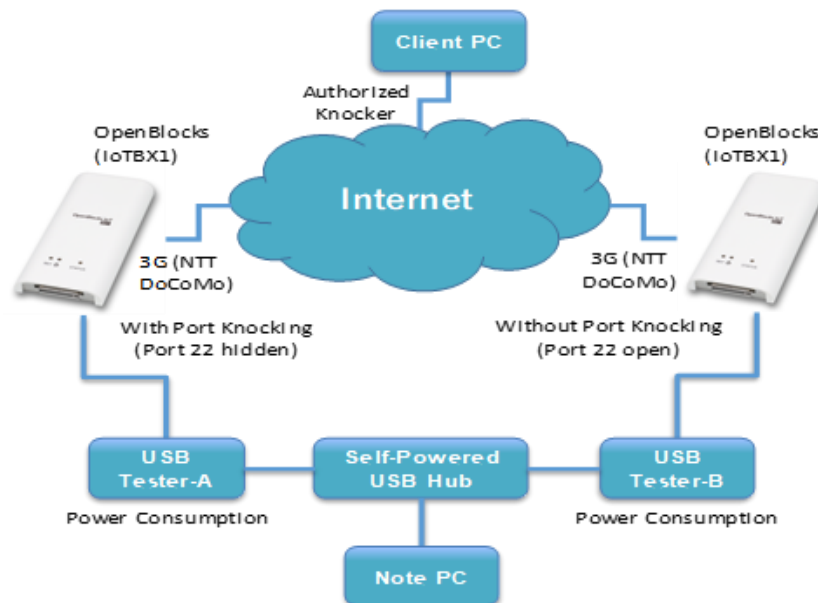 Client PC
Authorized
Knocker
OpenBlocks
(IoTBX1)
OpenBlocks
(IoTBX1)
Internet
3G (NTT
DoCoMo)
3G (NTT
DoCoMo)
With Port Knocking
(Port 22 hidden)
Without Port Knocking
(Port 22 open)
USB
Tester-A
Self-Powered
USB Hub
USB
Tester-B
Power Consumption
Power Consumption
Note PC